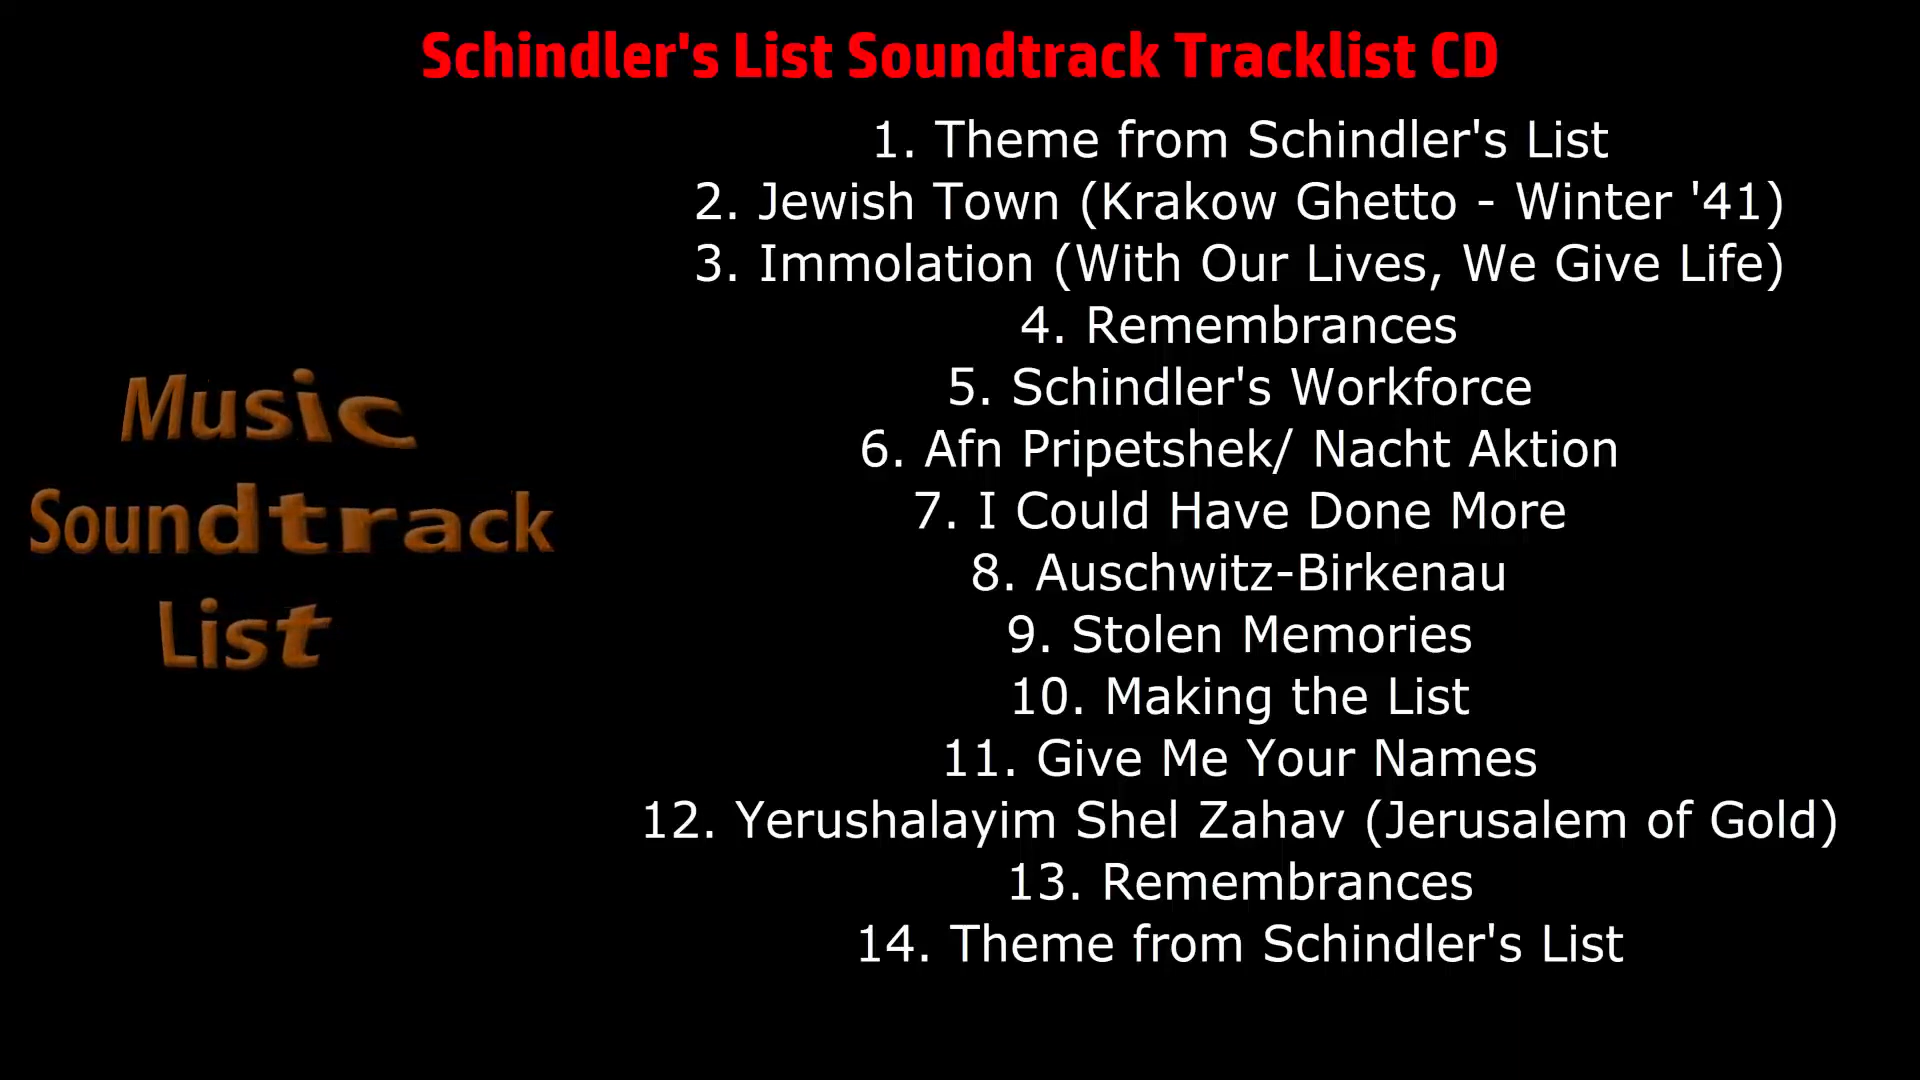 Schindler's List Soundtrack Tracklist CD
1. Theme from Schindler's List
2. Jewish Town (Krakow Ghetto - Winter '41)
3. Immolation (With Our Lives, We Give Life)
4. Remembrances
5. Schindler's Workforce
6. Afn Pripetshek/ Nacht Aktion
7. I Could Have Done More
8. Auschwitz-Birkenau
9. Stolen Memories
10. Making the List
11. Give Me Your Names
12. Yerushalayim Shel Zahav (Jerusalem of Gold)
13. Remembrances
14. Theme from Schindler's List
Music
Soundtrack
List